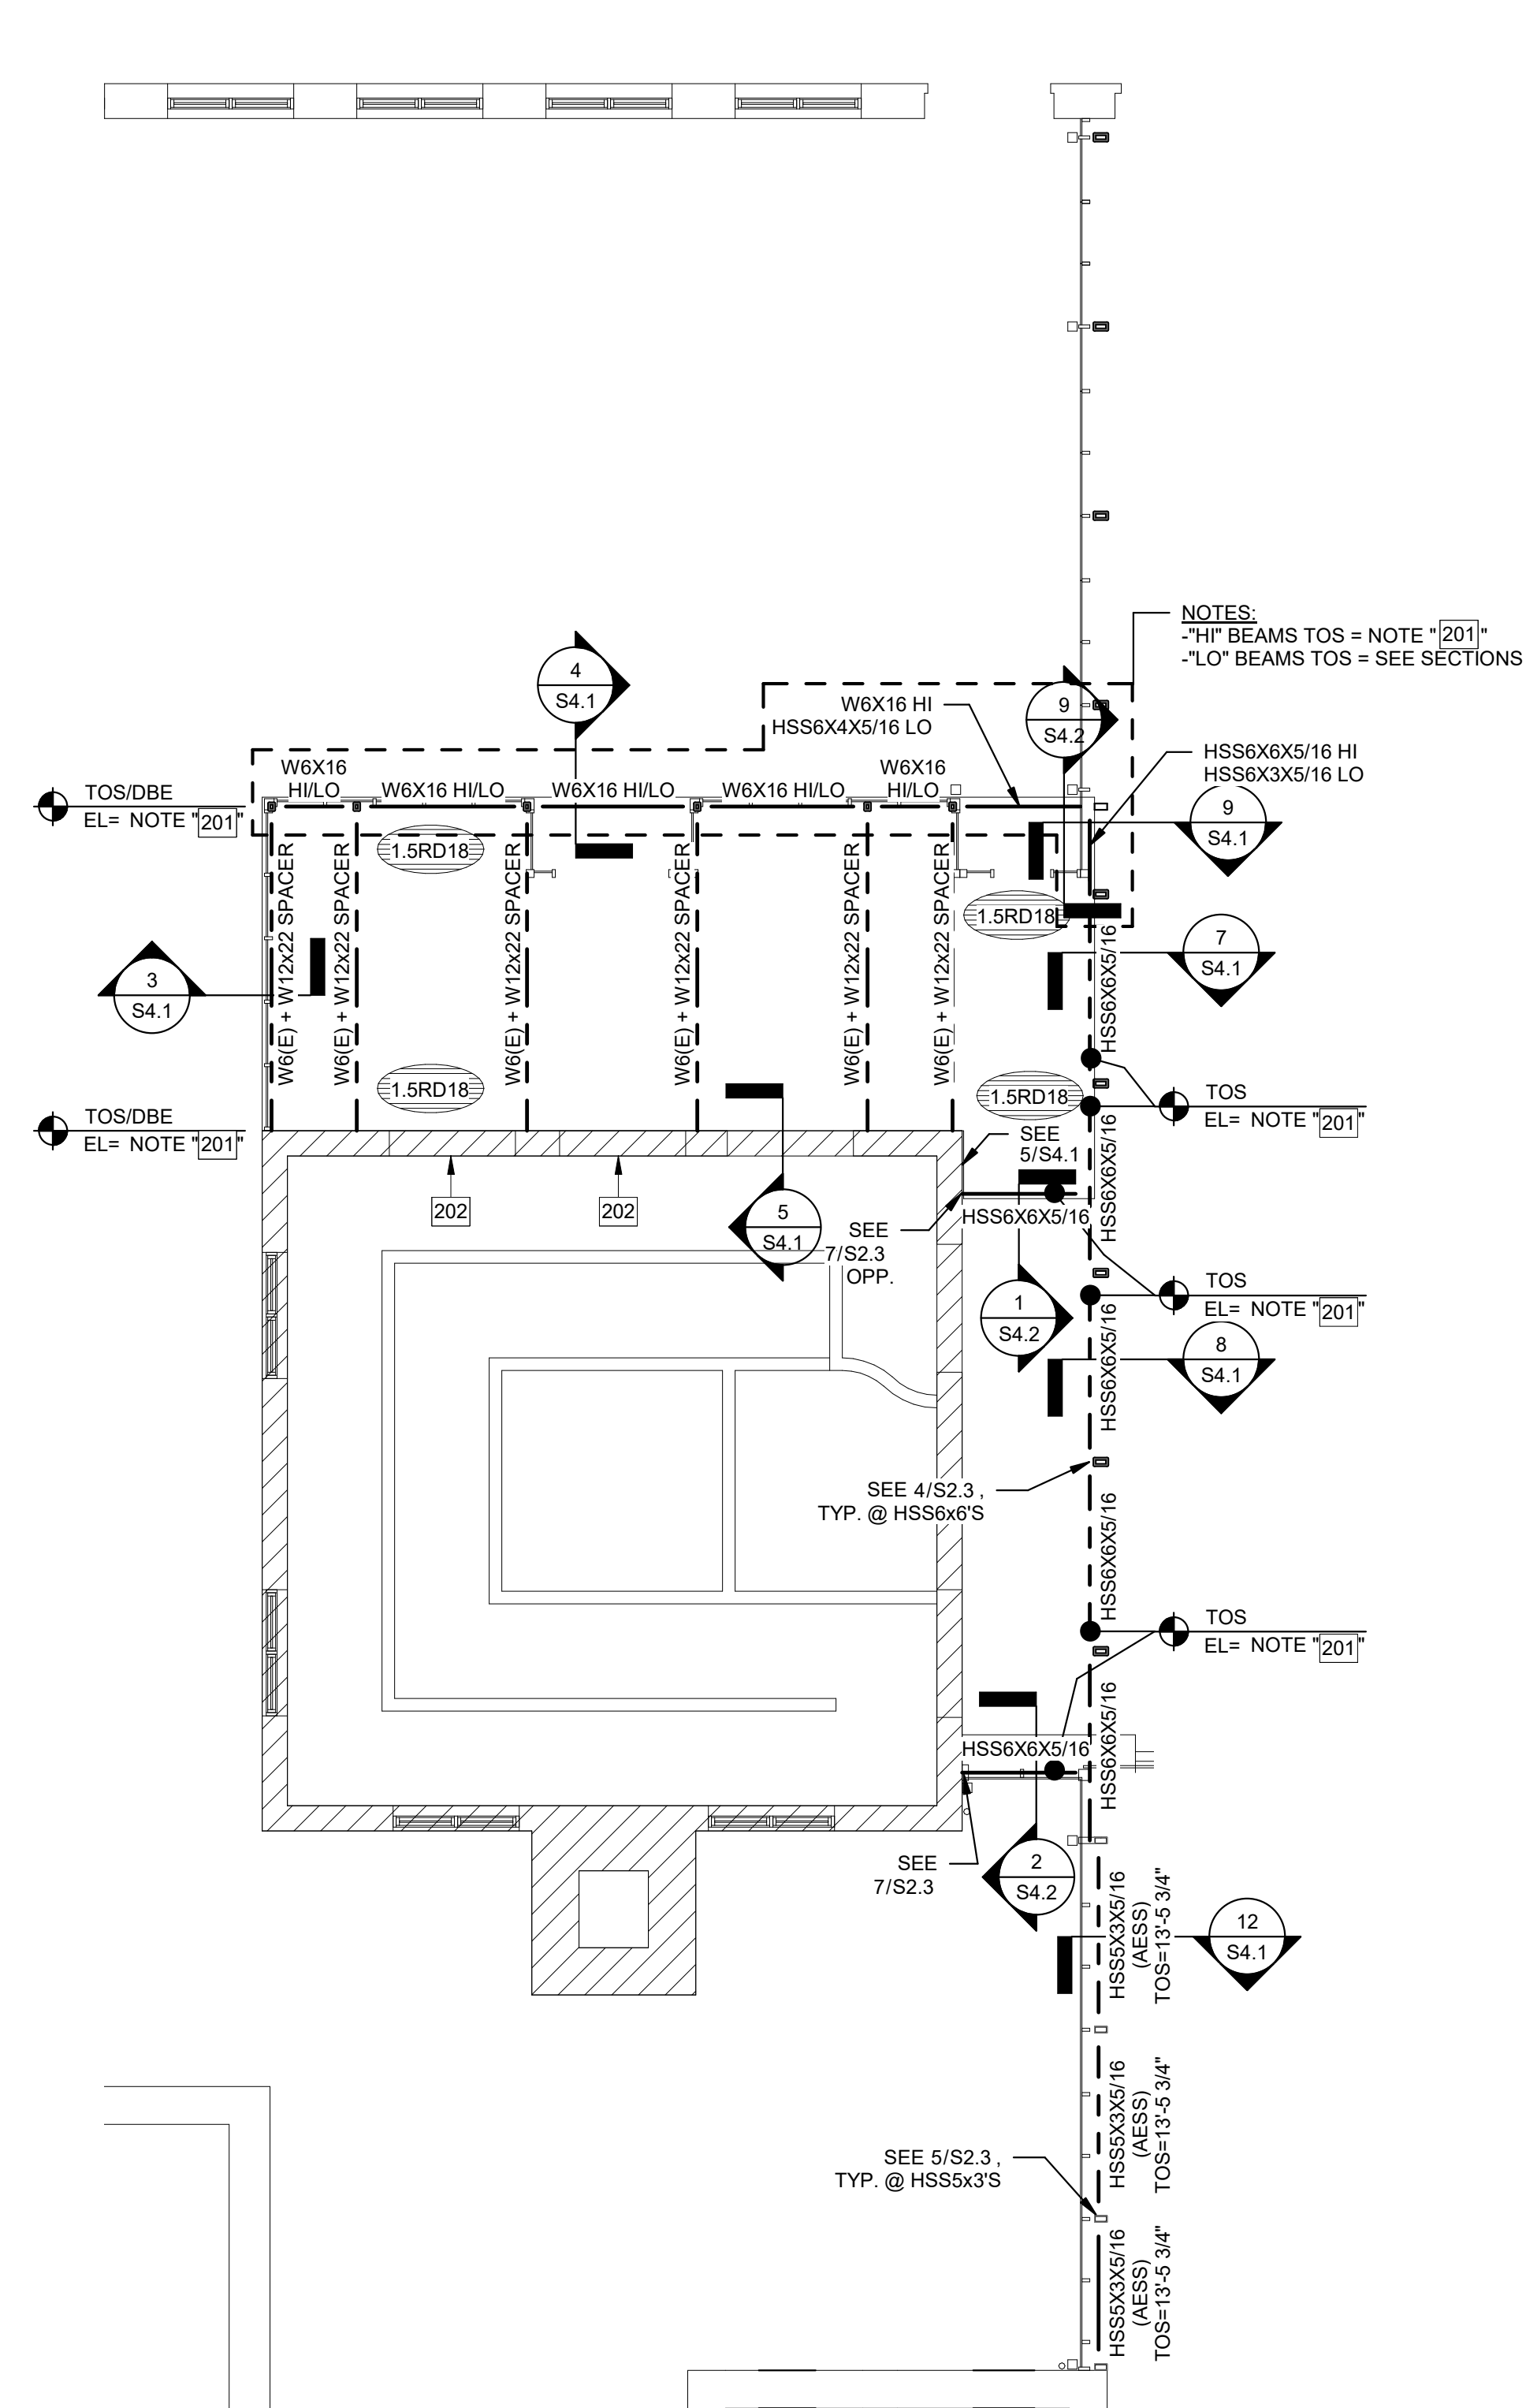 NOTES:
-"HI" BEAMS TOS = NOTE "201"
-"LO" BEAMS TOS = SEE SECTIONS
4
S4.1
W6X16 HI
HSS6X4X5/16 LO
9
S4.2
HSS6X6X5/16 HI
HSS6X3X5/16 LO
W6X16
HI/LO
W6X16 HI/LO
W6X16 HI/LO
W6X16 HI/LO
W6X16
HI/LO
TOS/DBE
EL= NOTE "201"
9
S4.1
1.5RD18
1.5RD18
W6(E) + W12x22 SPACER
W6(E) + W12x22 SPACER
W6(E) + W12x22 SPACER
W6(E) + W12x22 SPACER
W6(E) + W12x22 SPACER
W6(E) + W12x22 SPACER
3
S4.1
7
S4.1
HSS6X6X5/16
1.5RD18
1.5RD18
TOS
EL= NOTE "201"
TOS/DBE
EL= NOTE "201"
SEE
5/S4.1
HSS6X6X5/16
202
202
5
S4.1
SEE
7/S2.3
OPP.
HSS6X6X5/16
TOS
EL= NOTE "201"
1
S4.2
8
S4.1
HSS6X6X5/16
SEE 4/S2.3 ,
TYP. @ HSS6x6'S
HSS6X6X5/16
TOS
EL= NOTE "201"
HSS6X6X5/16
HSS6X6X5/16
SEE
7/S2.3
2
S4.2
12
S4.1
HSS5X3X5/16
(AESS)
TOS=13'-5 3/4"
HSS5X3X5/16
(AESS)
TOS=13'-5 3/4"
SEE 5/S2.3 ,
TYP. @ HSS5x3'S
HSS5X3X5/16
(AESS)
TOS=13'-5 3/4"